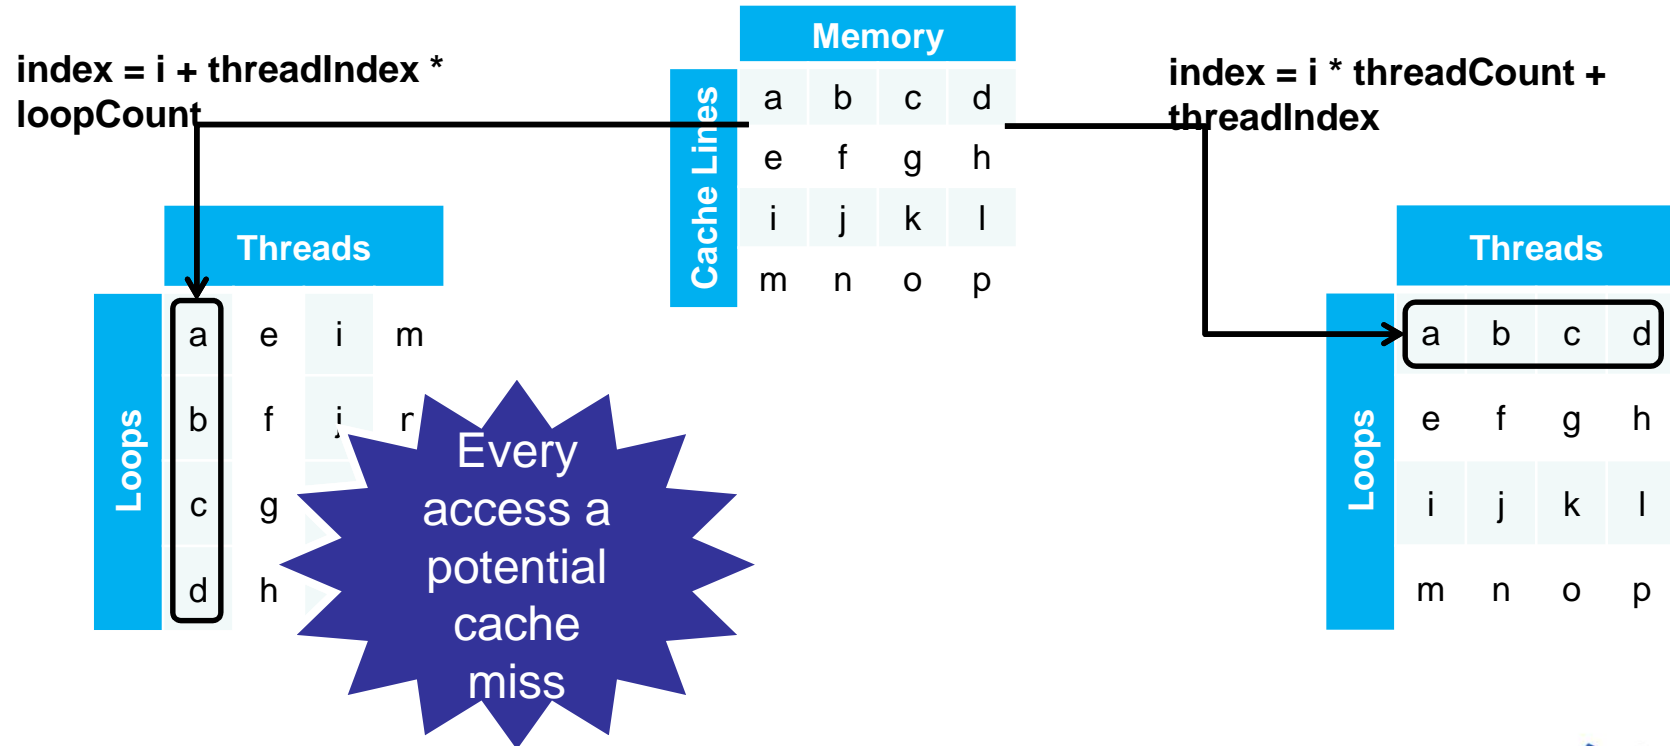 index = i + threadIndex *
loopCount
Memory
Cache Lines
a b c d
e f g h
i j k l
m n o p
index = i * threadCount +
threadIndex
Threads
Loops
a e i m
b f j
c g
d h
Every
access a
potential
cache
miss
Threads
Loops
a b c d
e f g h
i j k l
m n o p